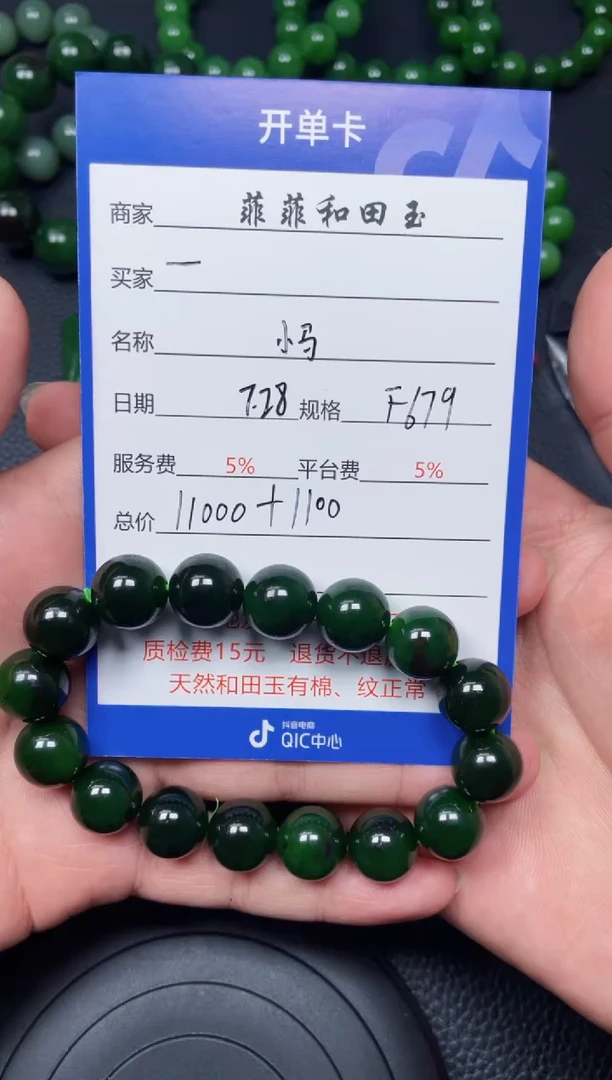 开单卡
商家 菲菲和田玉
买家 一
名称 小马
日期 7.28 规格 F679
服务费 5% 平台费 5%
总价 11000+1100
质检费15元 退货不退
天然和田玉有棉、纹正常
抖音电商
QIC中心